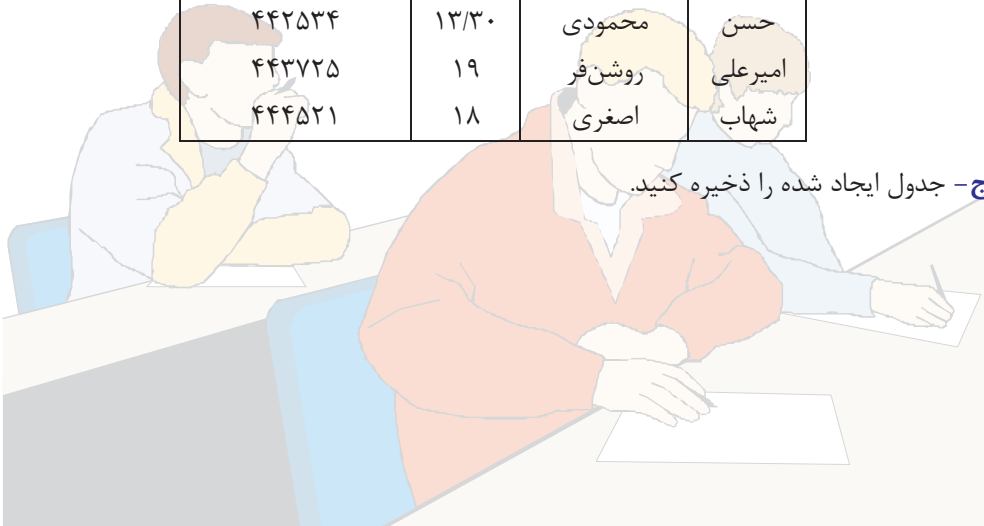 حسن محمودی ۱۳/۳۰ ۴۴۲۵۳۴
امیرعلی روشن‌فر ۱۹ ۴۴۳۷۲۵
شهاب اصغری ۱۸ ۴۴۴۵۲۱
ج- جدول ایجاد شده را ذخیره کنید.